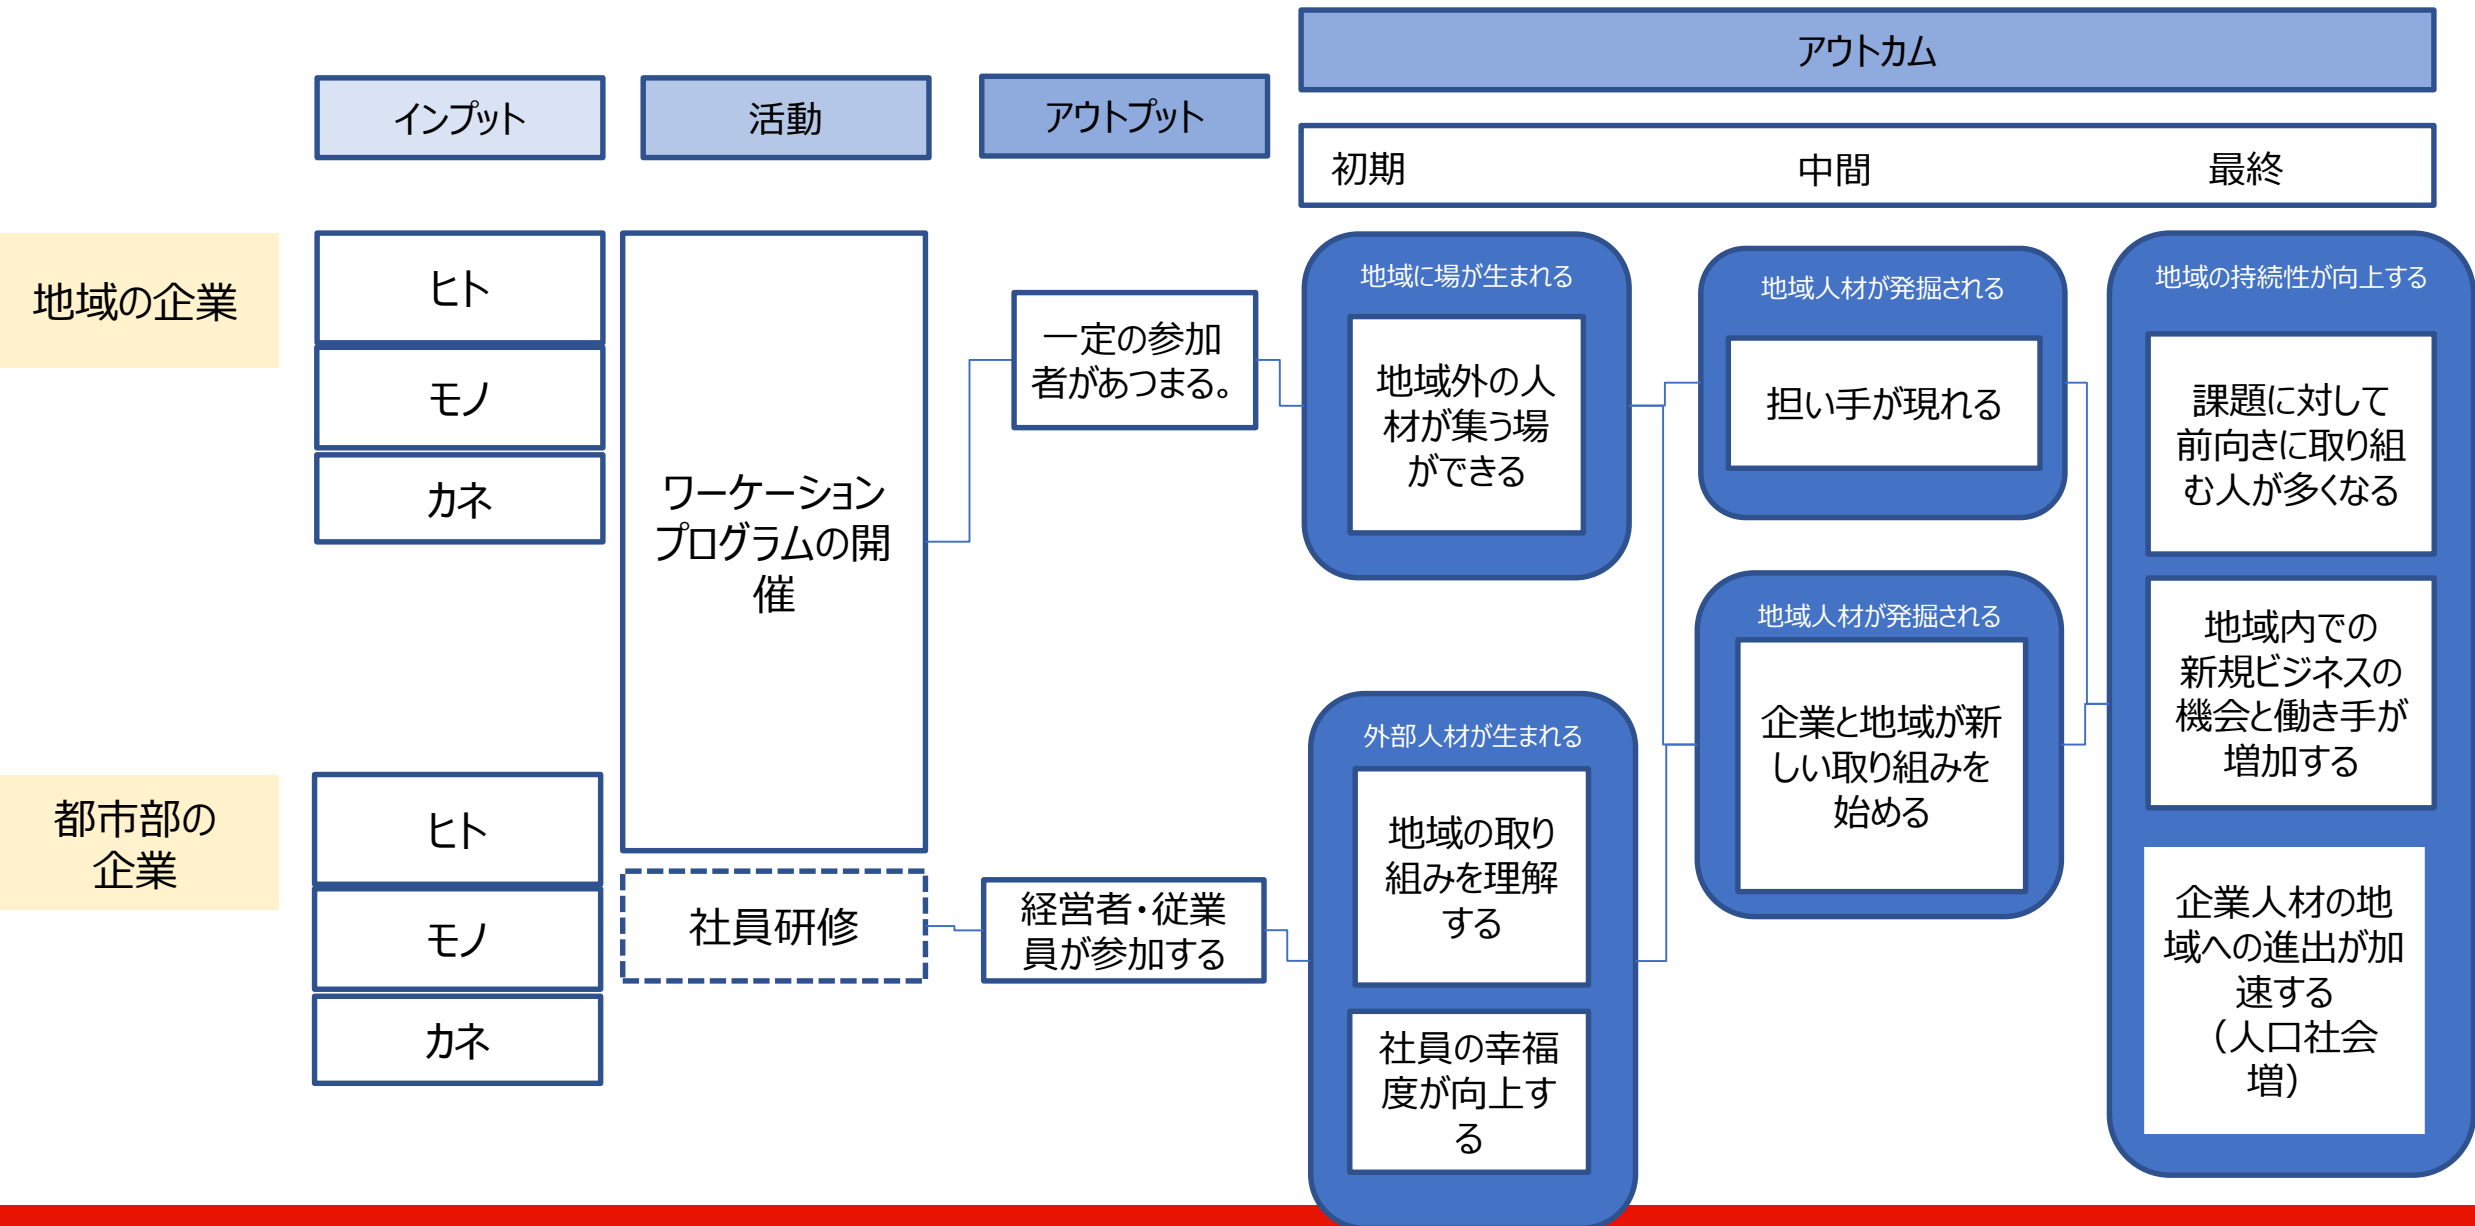 アウトカム
インプット
活動
アウトプット
初期
中間
最終
地域の企業
ヒト
モノ
カネ
ワーケーション
プログラムの開
催
一定の参加
者があつまる。
地域に場が生まれる
地域外の人
材が集う場
ができる
地域人材が発掘される
担い手が現れる
地域の持続性が向上する
課題に対して
前向きに取り組
む人が多くなる
地域内での
新規ビジネスの
機会と働き手が
増加する
企業人材の地
域への進出が加
速する
（人口社会
増）
地域人材が発掘される
企業と地域が新
しい取り組みを
始める
都市部の
企業
ヒト
モノ
カネ
社員研修
経営者・従業
員が参加する
外部人材が生まれる
地域の取り
組みを理解
する
社員の幸福
度が向上す
る